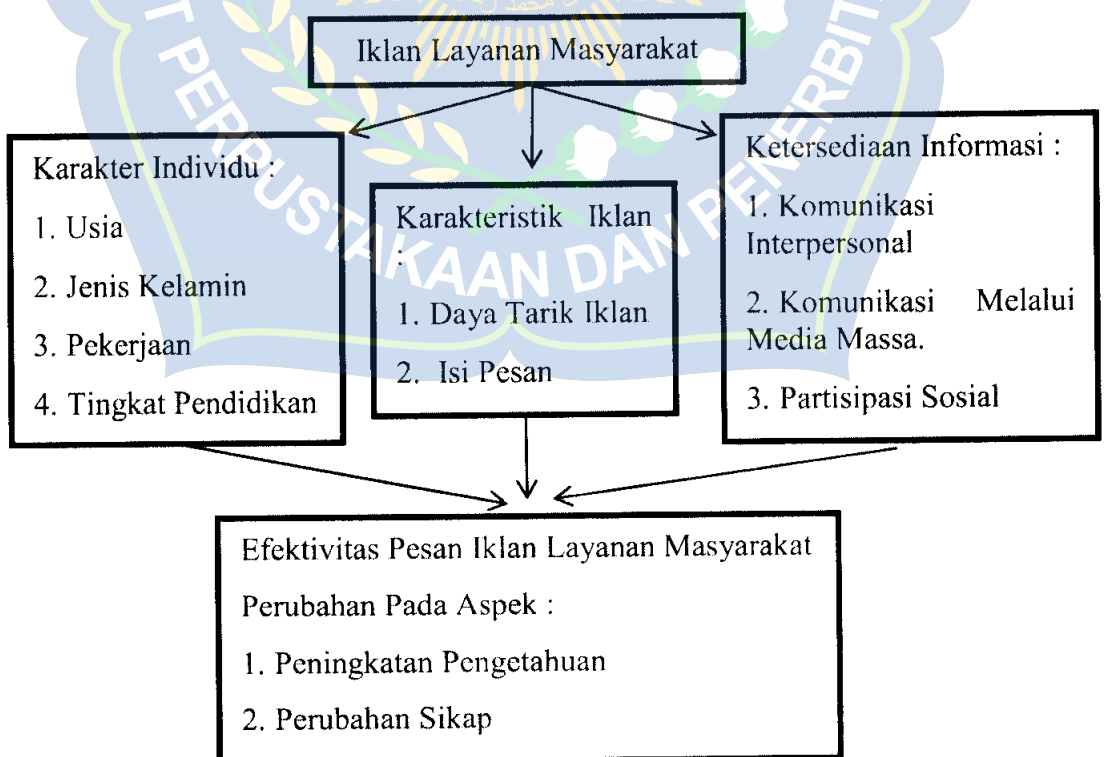 Iklan Layanan Masyarakat
Karakter Individu :
1. Usia
2. Jenis Kelamin
3. Pekerjaan
4. Tingkat Pendidikan
Karakteristik Iklan
:
1. Daya Tarik Iklan
2. Isi Pesan
Ketersediaan Informasi :
1. Komunikasi
Interpersonal
2. Komunikasi Melalui
Media Massa.
3. Partisipasi Sosial
Efektivitas Pesan Iklan Layanan Masyarakat
Perubahan Pada Aspek :
1. Peningkatan Pengetahuan
2. Perubahan Sikap
PERPUSTAKAAN DAN